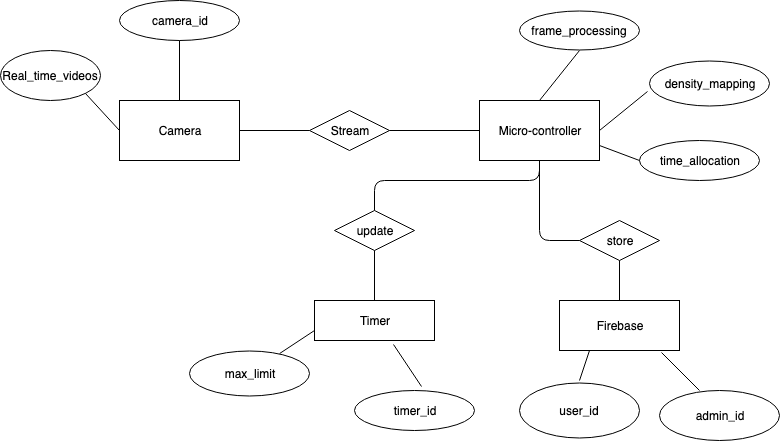 camera_id
frame_processing
Real_time_videos
density_mapping
Camera
Stream
Micro-controller
time_allocation
update
store
Timer
Firebase
max_limit
timer_id
user_id
admin_id